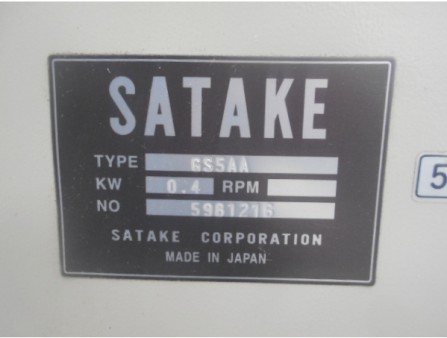 SATAKE
TYPE GS5AA
KW 0.4 RPM
NO 5981216
SATAKE CORPORATION
MADE IN JAPAN
5